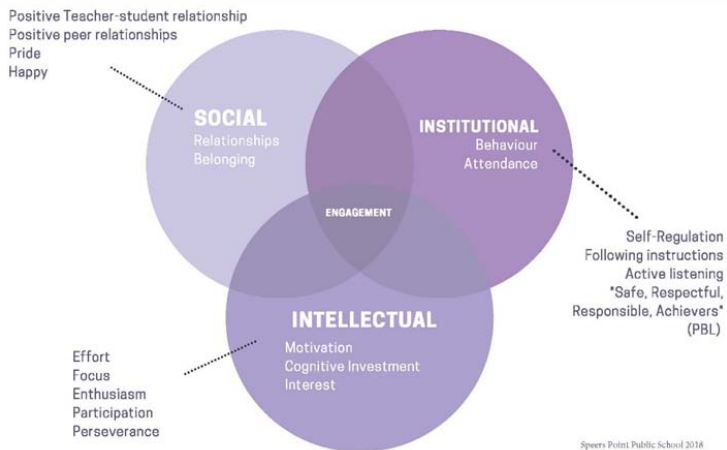 Positive Teacher-student relationship
Positive peer relationships
Pride
Happy
SOCIAL
Relationships
Belonging
INSTITUTIONAL
Behaviour
Attendance
ENGAGEMENT
Self-Regulation
Following instructions
Active listening
"Safe, Respectful,
Responsible, Achievers"
(PBL)
INTELLECTUAL
Motivation
Cognitive Investment
Interest
Effort
Focus
Enthusiasm
Participation
Perseverance
Speers Point Public School 2018